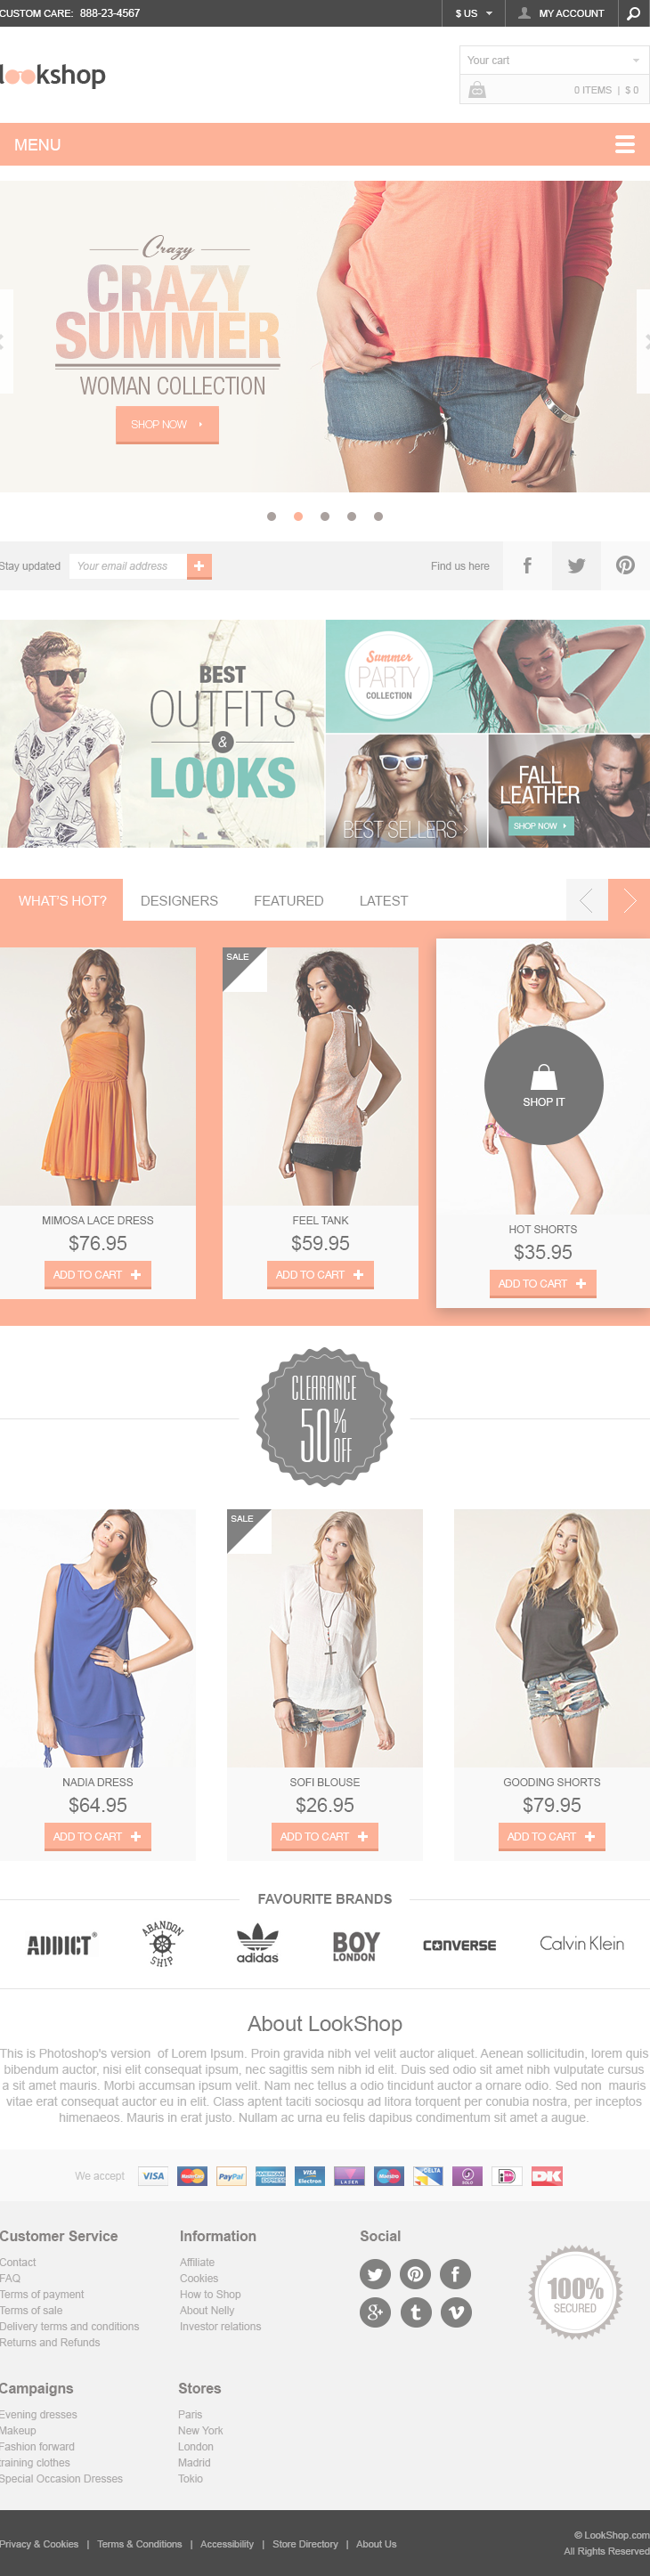 CUSTOM CARE: 888-23-4567
$ US
MY ACCOUNT
lookshop
Your cart
0 ITEMS | $ 0
MENU
Crazy
CRAZY
SUMMER
WOMAN COLLECTION
SHOP NOW
Stay updated
Your email address
Find us here
BEST
OUTFITS
&
LOOKS
Summer
PARTY
COLLECTION
BEST SELLERS
FALL
LEATHER
SHOP NOW
WHAT'S HOT?
DESIGNERS
FEATURED
LATEST
SALE
SHOP IT
MIMOSA LACE DRESS
$76.95
ADD TO CART
FEEL TANK
$59.95
ADD TO CART
HOT SHORTS
$35.95
ADD TO CART
CLEARANCE
50%
OFF
SALE
NADIA DRESS
$64.95
ADD TO CART
SOFI BLOUSE
$26.95
ADD TO CART
GOODING SHORTS
$79.95
ADD TO CART
FAVOURITE BRANDS
ADDICT
ABANDON
SHIP
adidas
BOY
LONDON
CONVERSE
Calvin Klein
About LookShop
This is Photoshop's version of Lorem Ipsum. Proin gravida nibh vel velit auctor aliquet. Aenean sollicitudin, lorem quis
bibendum auctor, nisi elit consequat ipsum, nec sagittis sem nibh id elit. Duis sed odio sit amet nibh vulputate cursus
a sit amet mauris. Morbi accumsan ipsum velit. Nam nec tellus a odio tincidunt auctor a ornare odio. Sed non mauris
vitae erat consequat auctor eu in elit. Class aptent taciti sociosqu ad litora torquent per conubia nostra, per inceptos
himenaeos. Mauris in erat justo. Nullam ac urna eu felis dapibus condimentum sit amet a augue.
We accept
VISA
MasterCard
PayPal
AMERICAN EXPRESS
VISA Electron
LASER
Maestro
DELTA
SOLO
iDEAL
DK
Customer Service
Contact
FAQ
Terms of payment
Terms of sale
Delivery terms and conditions
Returns and Refunds
Information
Affiliate
Cookies
How to Shop
About Nelly
Investor relations
Social
100%
SECURED
Campaigns
Evening dresses
Makeup
Fashion forward
training clothes
Special Occasion Dresses
Stores
Paris
New York
London
Madrid
Tokio
Privacy & Cookies | Terms & Conditions | Accessibility | Store Directory | About Us
© LookShop.com
All Rights Reserved